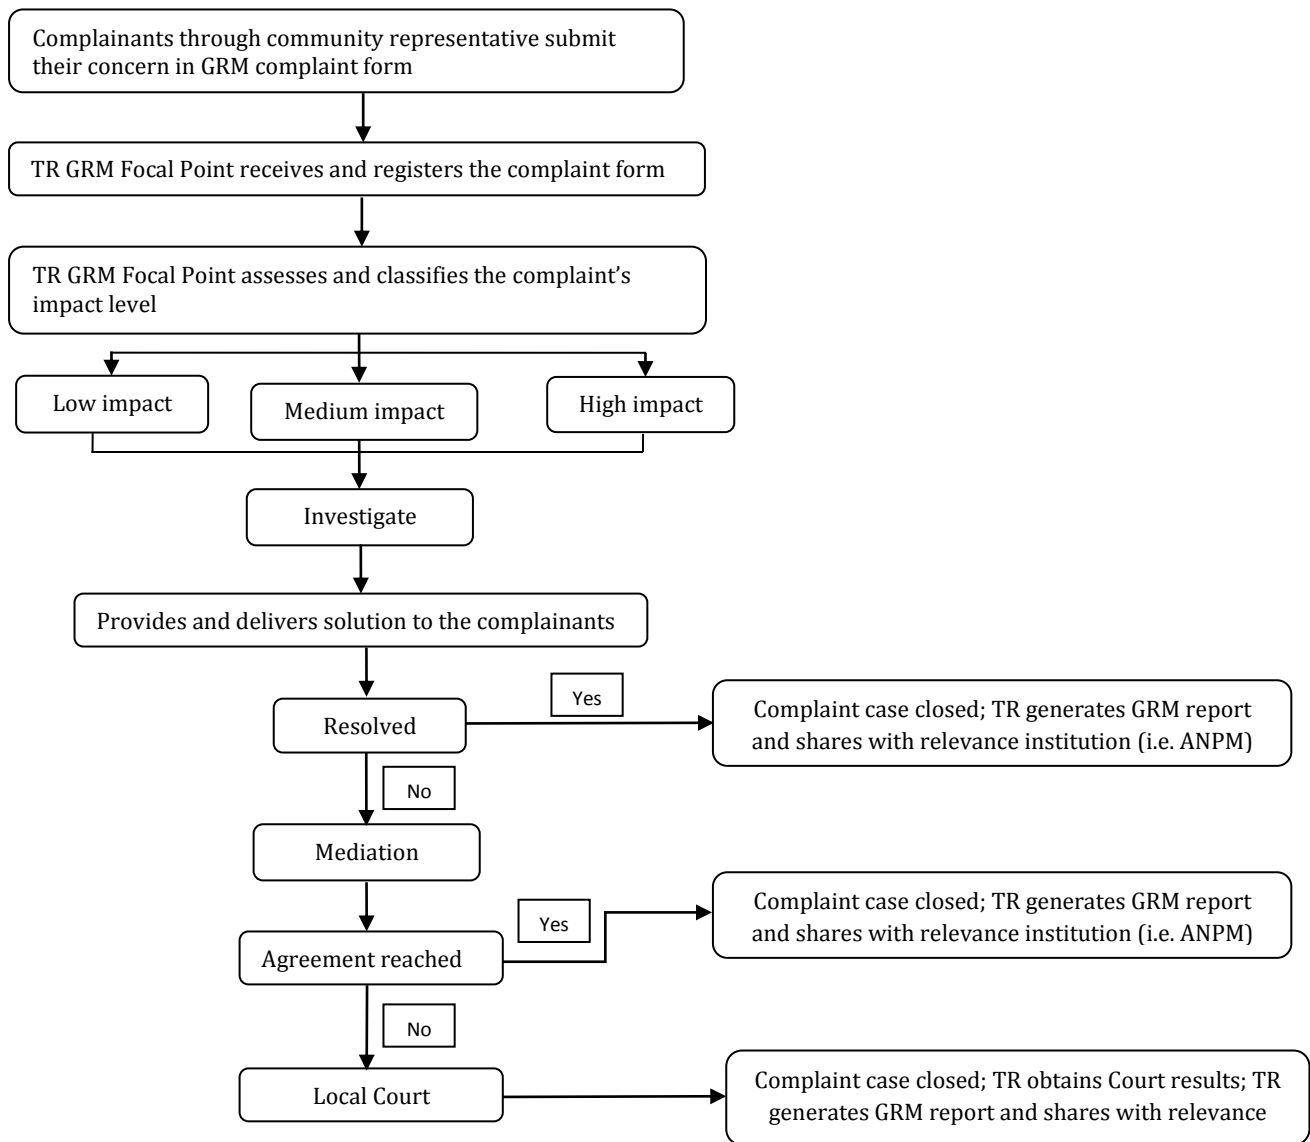 Complainants through community representative submit
their concern in GRM complaint form
TR GRM Focal Point receives and registers the complaint form
TR GRM Focal Point assesses and classifies the complaint’s
impact level
Low impact
Medium impact
High impact
Investigate
Provides and delivers solution to the complainants
Resolved
Yes
Complaint case closed; TR generates GRM report
and shares with relevance institution (i.e. ANPM)
No
Mediation
Agreement reached
Yes
Complaint case closed; TR generates GRM report
and shares with relevance institution (i.e. ANPM)
No
Local Court
Complaint case closed; TR obtains Court results; TR
generates GRM report and shares with relevance